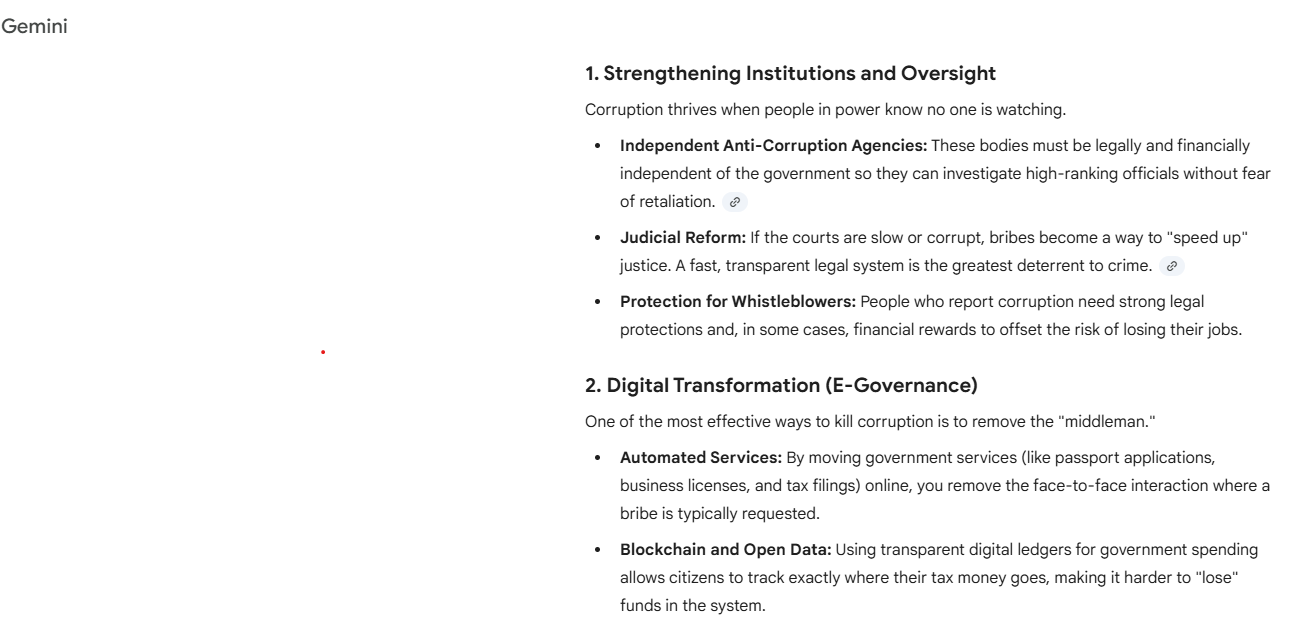 Gemini
1. Strengthening Institutions and Oversight
Corruption thrives when people in power know no one is watching.
• Independent Anti-Corruption Agencies: These bodies must be legally and financially
independent of the government so they can investigate high-ranking officials without fear
of retaliation.
• Judicial Reform: If the courts are slow or corrupt, bribes become a way to "speed up"
justice. A fast, transparent legal system is the greatest deterrent to crime.
• Protection for Whistleblowers: People who report corruption need strong legal
protections and, in some cases, financial rewards to offset the risk of losing their jobs.
2. Digital Transformation (E-Governance)
One of the most effective ways to kill corruption is to remove the "middleman."
• Automated Services: By moving government services (like passport applications,
business licenses, and tax filings) online, you remove the face-to-face interaction where a
bribe is typically requested.
• Blockchain and Open Data: Using transparent digital ledgers for government spending
allows citizens to track exactly where their tax money goes, making it harder to "lose"
funds in the system.